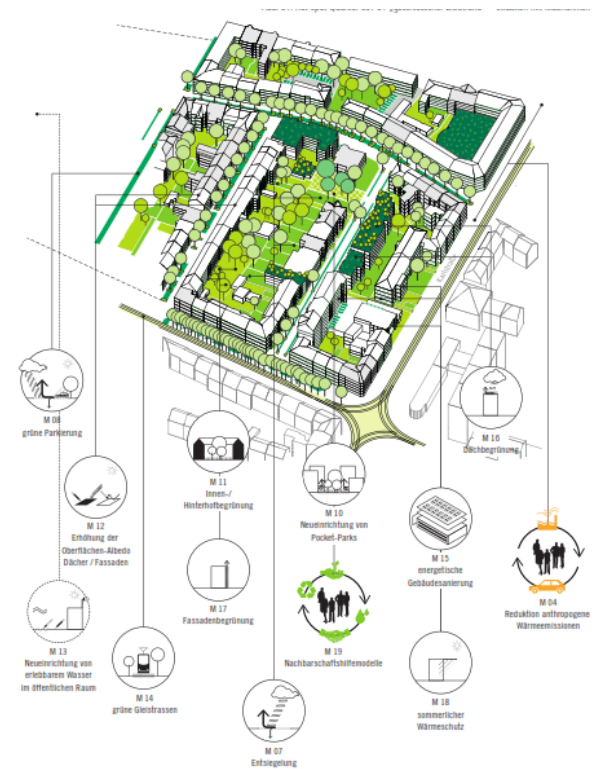 M 08
grüne Parkierung
M 12
Erhöhung der
Oberflächen-Albedo
Dächer / Fassaden
M 13
Neueinrichtung von
erlebbarem Wasser
im öffentlichen Raum
M 14
grüne Gleistrassen
M 11
Innen-/
Hinterhofbegrünung
M 17
Fassadenbegrünung
M 07
Entsiegelung
M 10
Neueinrichtung von
Pocket-Parks
M 19
Nachbarschaftshilfemodelle
M 16
Dachbegrünung
M 15
energetische
Gebäudesanierung
M 18
sommerlicher
Wärmeschutz
M 04
Reduktion anthropogene
Wärmeemissionen